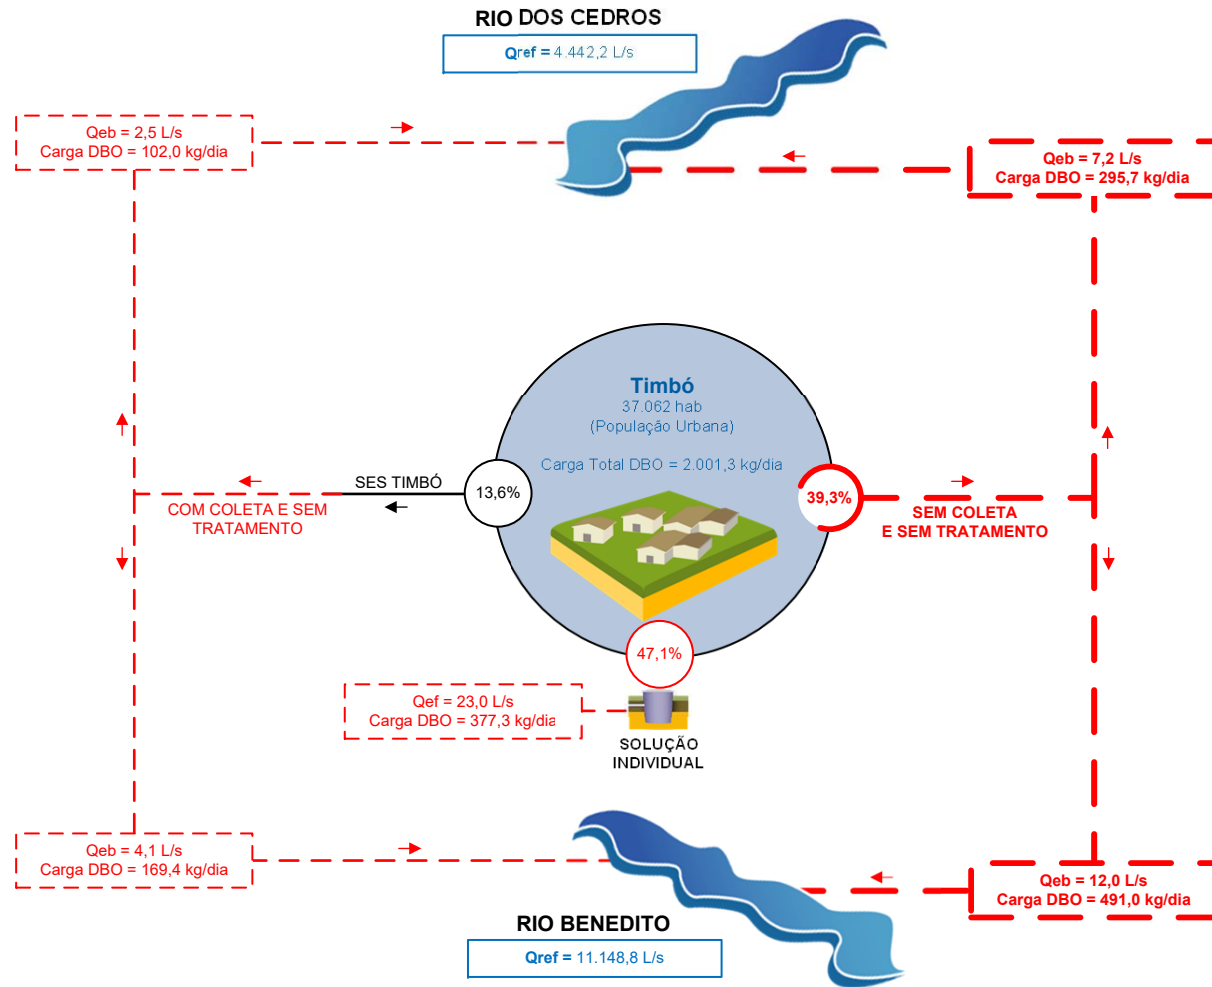 RIO DOS CEDROS
Qref = 4.442,2 L/s
Qeb = 2,5 L/s
Carga DBO = 102,0 kg/dia
Qeb = 7,2 L/s
Carga DBO = 295,7 kg/dia
Timbó
37.062 hab
(População Urbana)
Carga Total DBO = 2.001,3 kg/dia
SES TIMBÓ
13,6%
39,3%
COM COLETA E SEM
TRATAMENTO
SEM COLETA
E SEM TRATAMENTO
47,1%
Qef = 23,0 L/s
Carga DBO = 377,3 kg/dia
SOLUÇÃO
INDIVIDUAL
Qeb = 4,1 L/s
Carga DBO = 169,4 kg/dia
Qeb = 12,0 L/s
Carga DBO = 491,0 kg/dia
RIO BENEDITO
Qref = 11.148,8 L/s